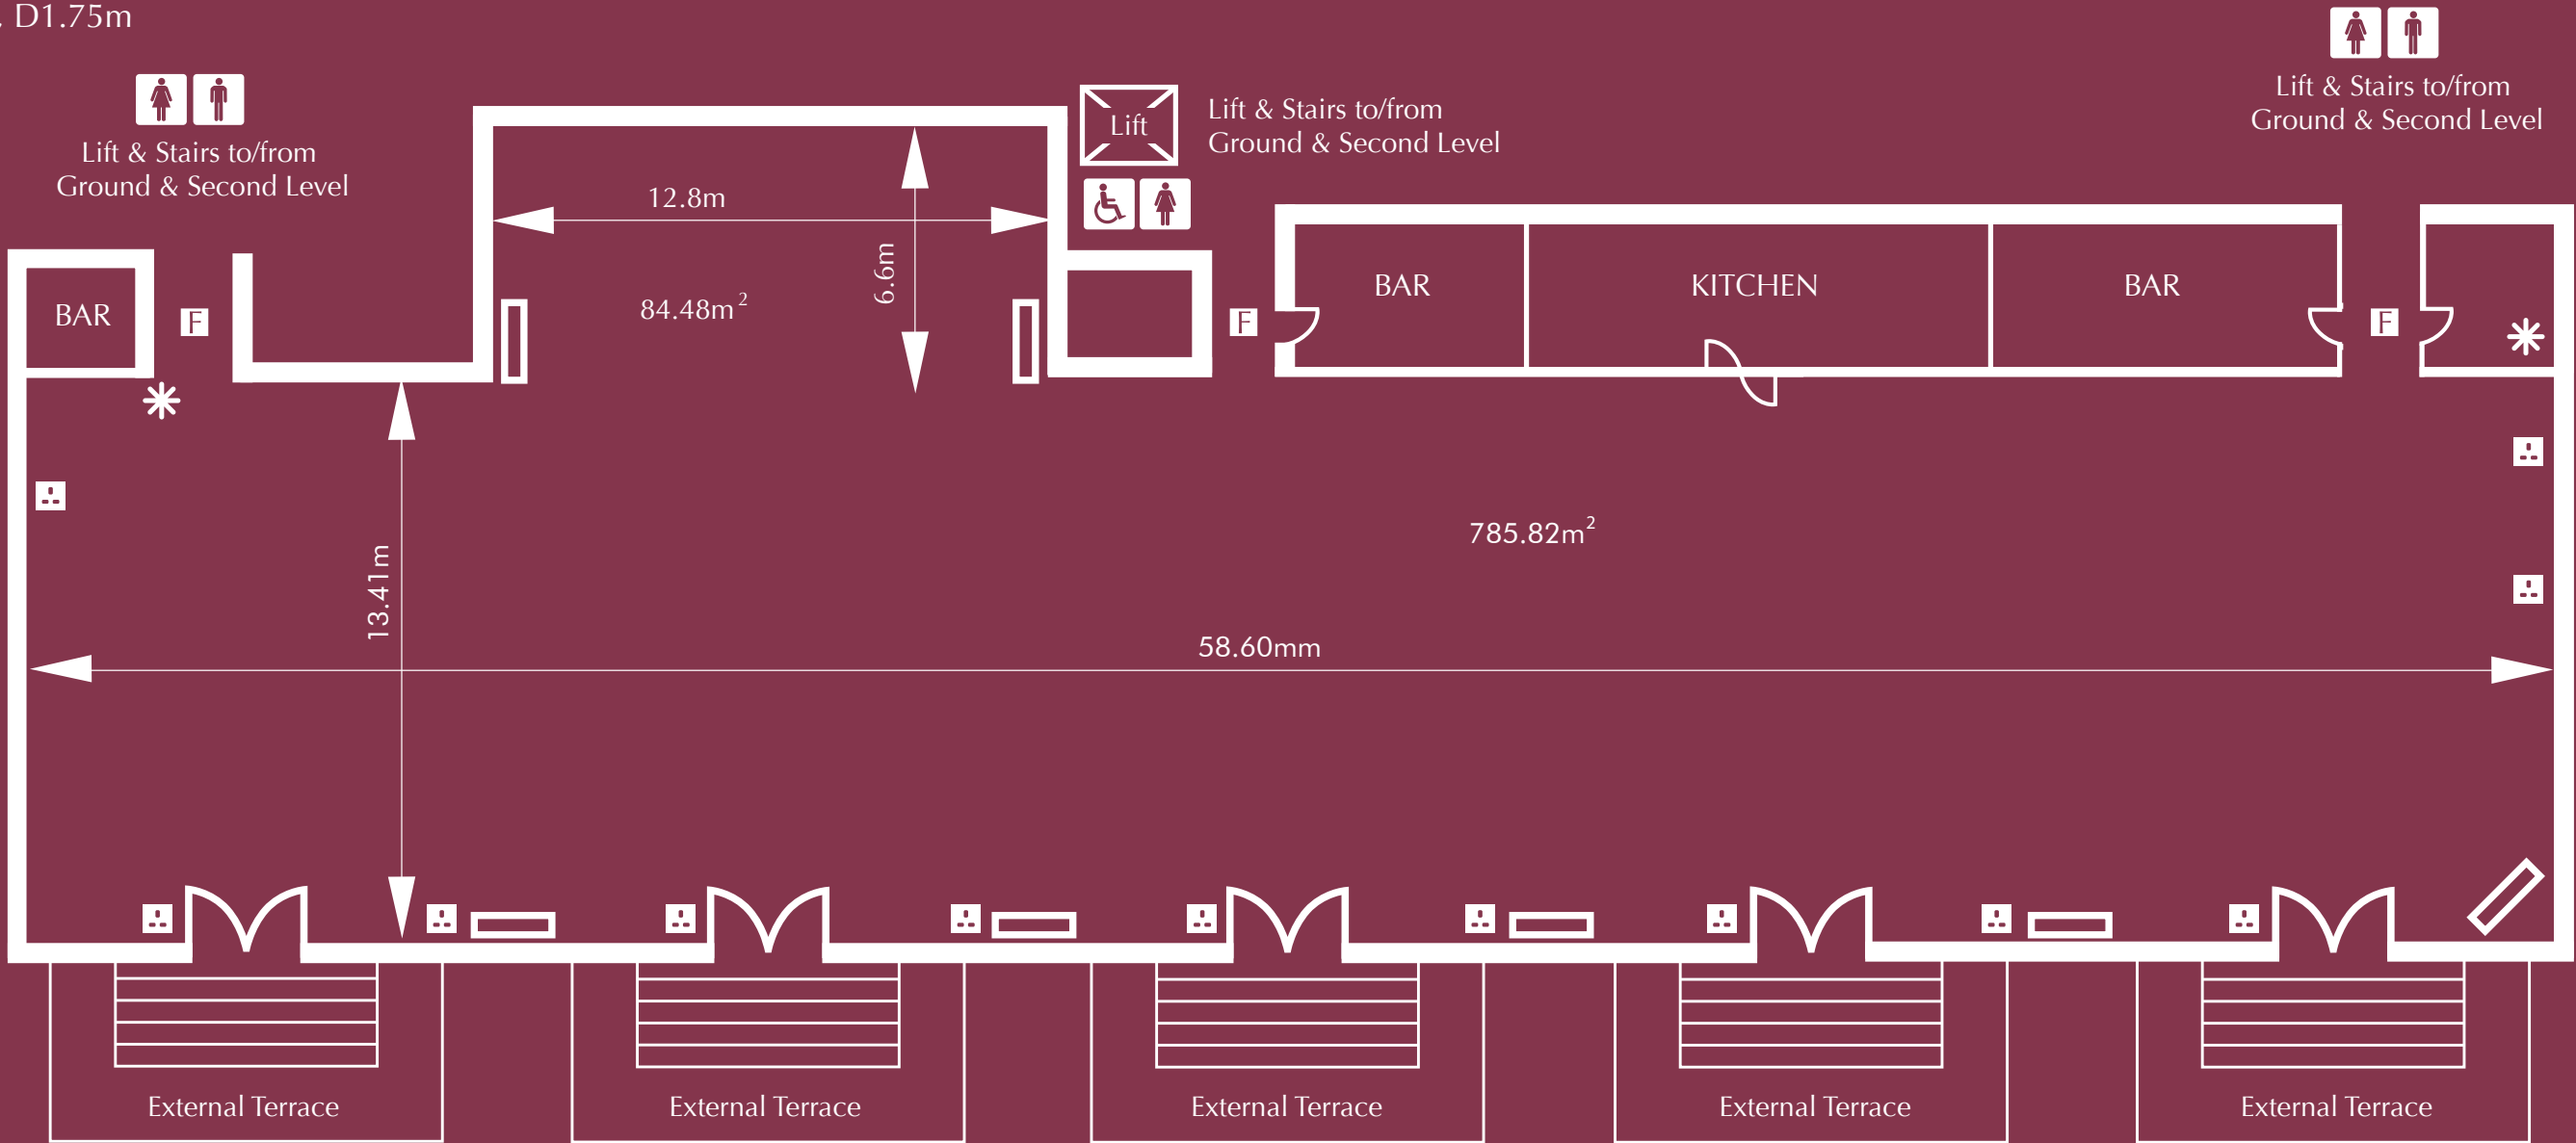 D1.75m
Lift & Stairs to/from
Ground & Second Level
Lift
Lift & Stairs to/from
Ground & Second Level
Lift & Stairs to/from
Ground & Second Level
12.8m
6.6m
84.48m²
BAR
F
F
BAR
KITCHEN
BAR
F
13.41m
785.82m²
58.60mm
External Terrace
External Terrace
External Terrace
External Terrace
External Terrace